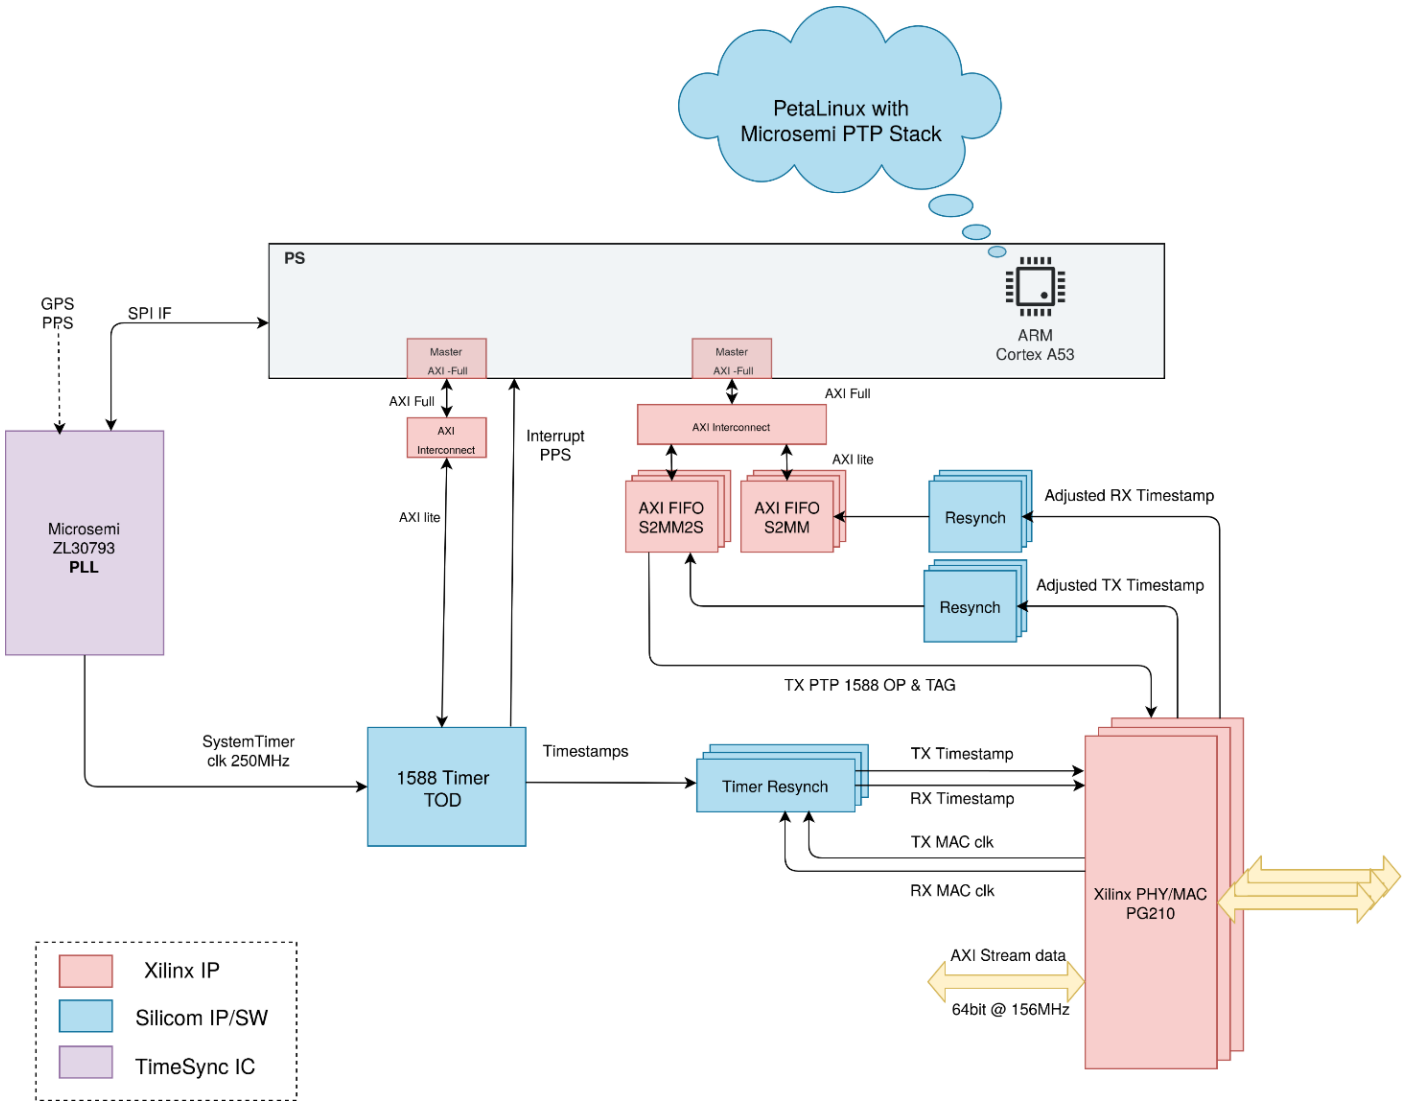 PetaLinux with
Microsemi PTP Stack
PS
ARM
Cortex A53
GPS
PPS
SPI IF
Master
AXI -Full
Master
AXI -Full
AXI Full
AXI Full
AXI
Interconnect
AXI Interconnect
Interrupt
PPS
AXI lite
AXI lite
AXI FIFO
S2MM2S
AXI FIFO
S2MM
Resynch
Adjusted RX Timestamp
Resynch
Adjusted TX Timestamp
Microsemi
ZL30793
PLL
TX PTP 1588 OP & TAG
SystemTimer
clk 250MHz
1588 Timer
TOD
Timestamps
Timer Resynch
TX Timestamp
RX Timestamp
TX MAC clk
RX MAC clk
Xilinx PHY/MAC
PG210
AXI Stream data
64bit @ 156MHz
Xilinx IP
Silicom IP/SW
TimeSync IC